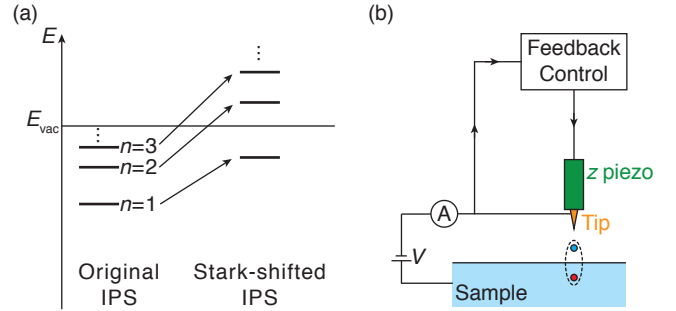 (a)
E
⋮
E_vac
⋮
n=3
n=2
n=1
Original
IPS
Stark-shifted
IPS
(b)
Feedback
Control
z piezo
A
Tip
V
Sample